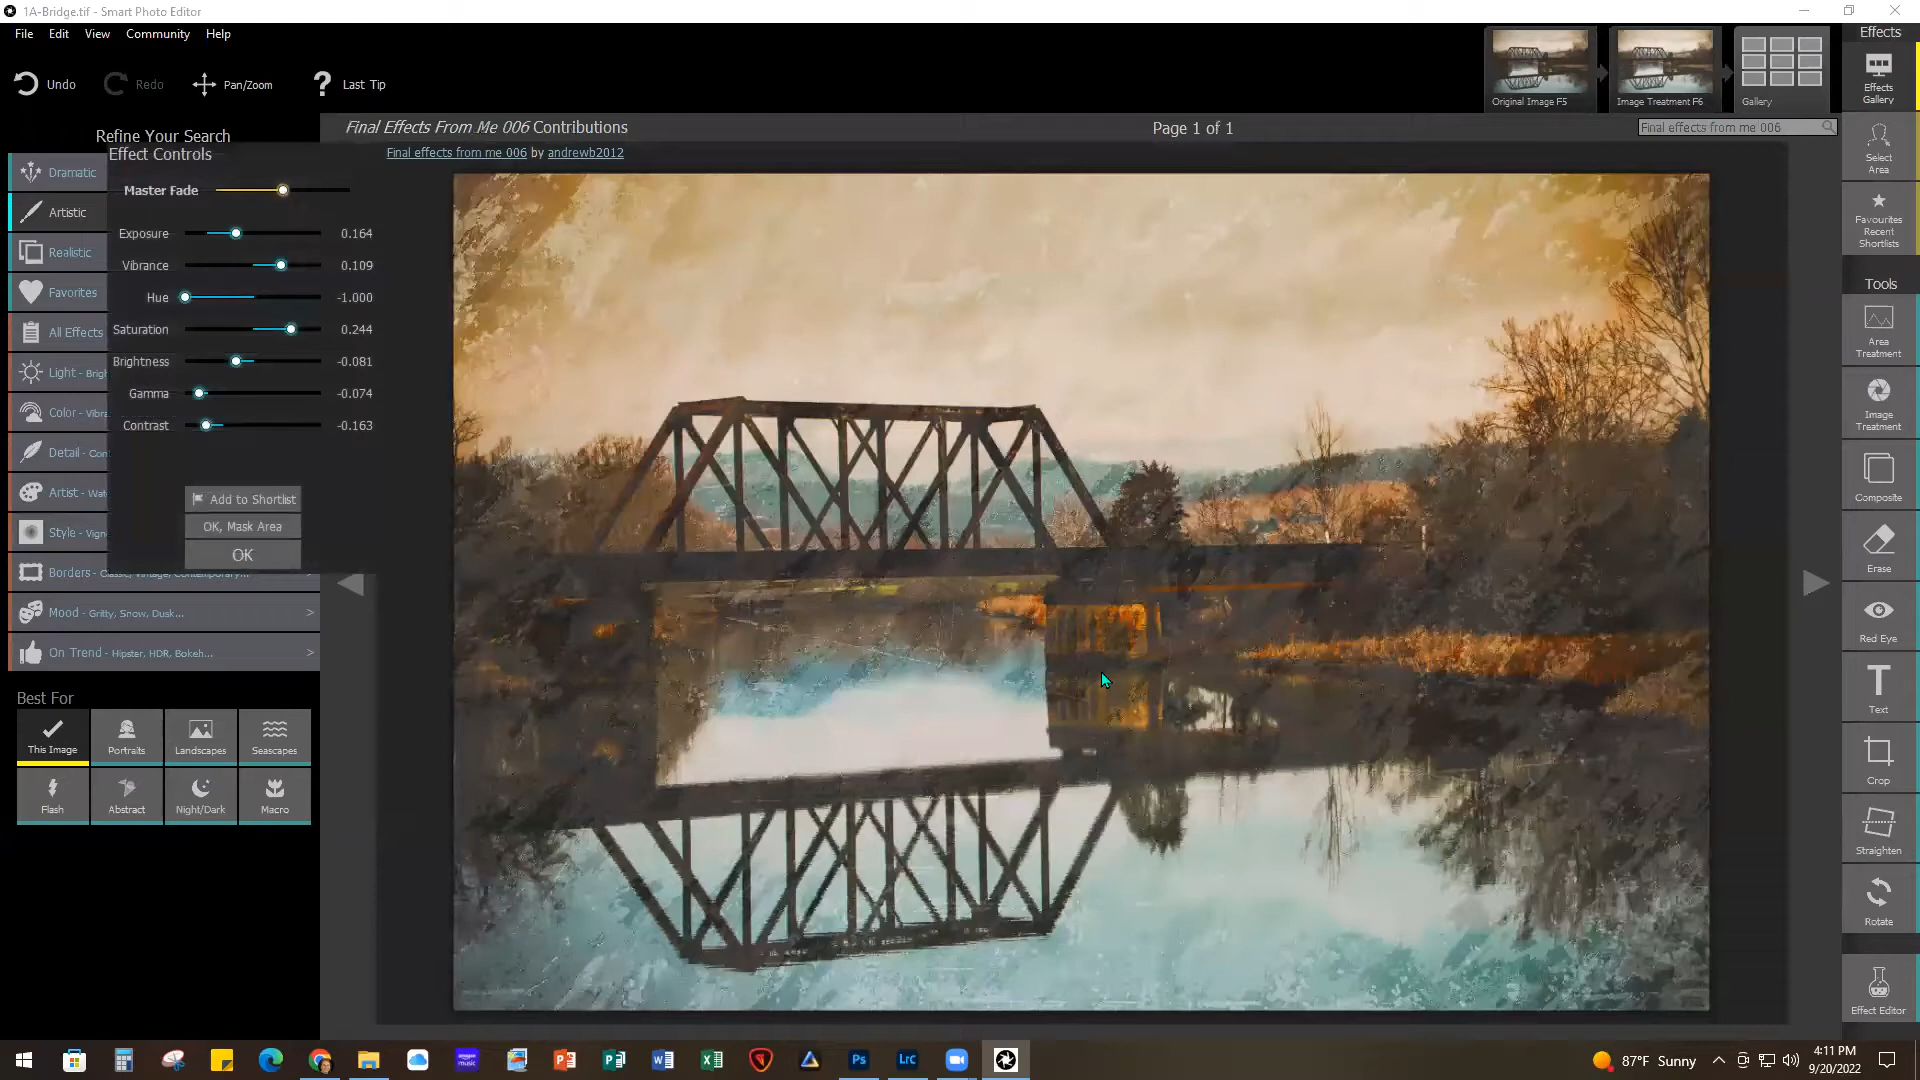 1A-Bridge.tif - Smart Photo Editor
File Edit View Community Help
Undo Redo Pan/Zoom ? Last Tip
Original Image F5 Image Treatment F6 Gallery
Effects
Effects Gallery
Select Area
Favourites Recent Shortlists
Tools
Area Treatment
Image Treatment
Composite
Erase
Red Eye
Text
Crop
Straighten
Rotate
Effect Editor
Final Effects From Me 006 Contributions
Page 1 of 1
Final effects from me 006
Final effects from me 006 by andrewb2012
Refine Your Search
Effect Controls
Master Fade
Exposure 0.164
Vibrance 0.109
Hue -1.000
Saturation 0.244
Brightness -0.081
Gamma -0.074
Contrast -0.163
Add to Shortlist
OK, Mask Area
OK
Dramatic
Artistic
Realistic
Favorites
All Effects
Light - Brigh
Color - Vibra
Detail - Con
Artist - Wat
Style - Vign
Borders - Classic, Vintage, Contemporary... >
Mood - Gritty, Snow, Dusk... >
On Trend - Hipster, HDR, Bokeh... >
Best For
This Image Portraits Landscapes Seascapes
Flash Abstract Night/Dark Macro
Ps Lrc
87°F Sunny
4:11 PM
9/20/2022